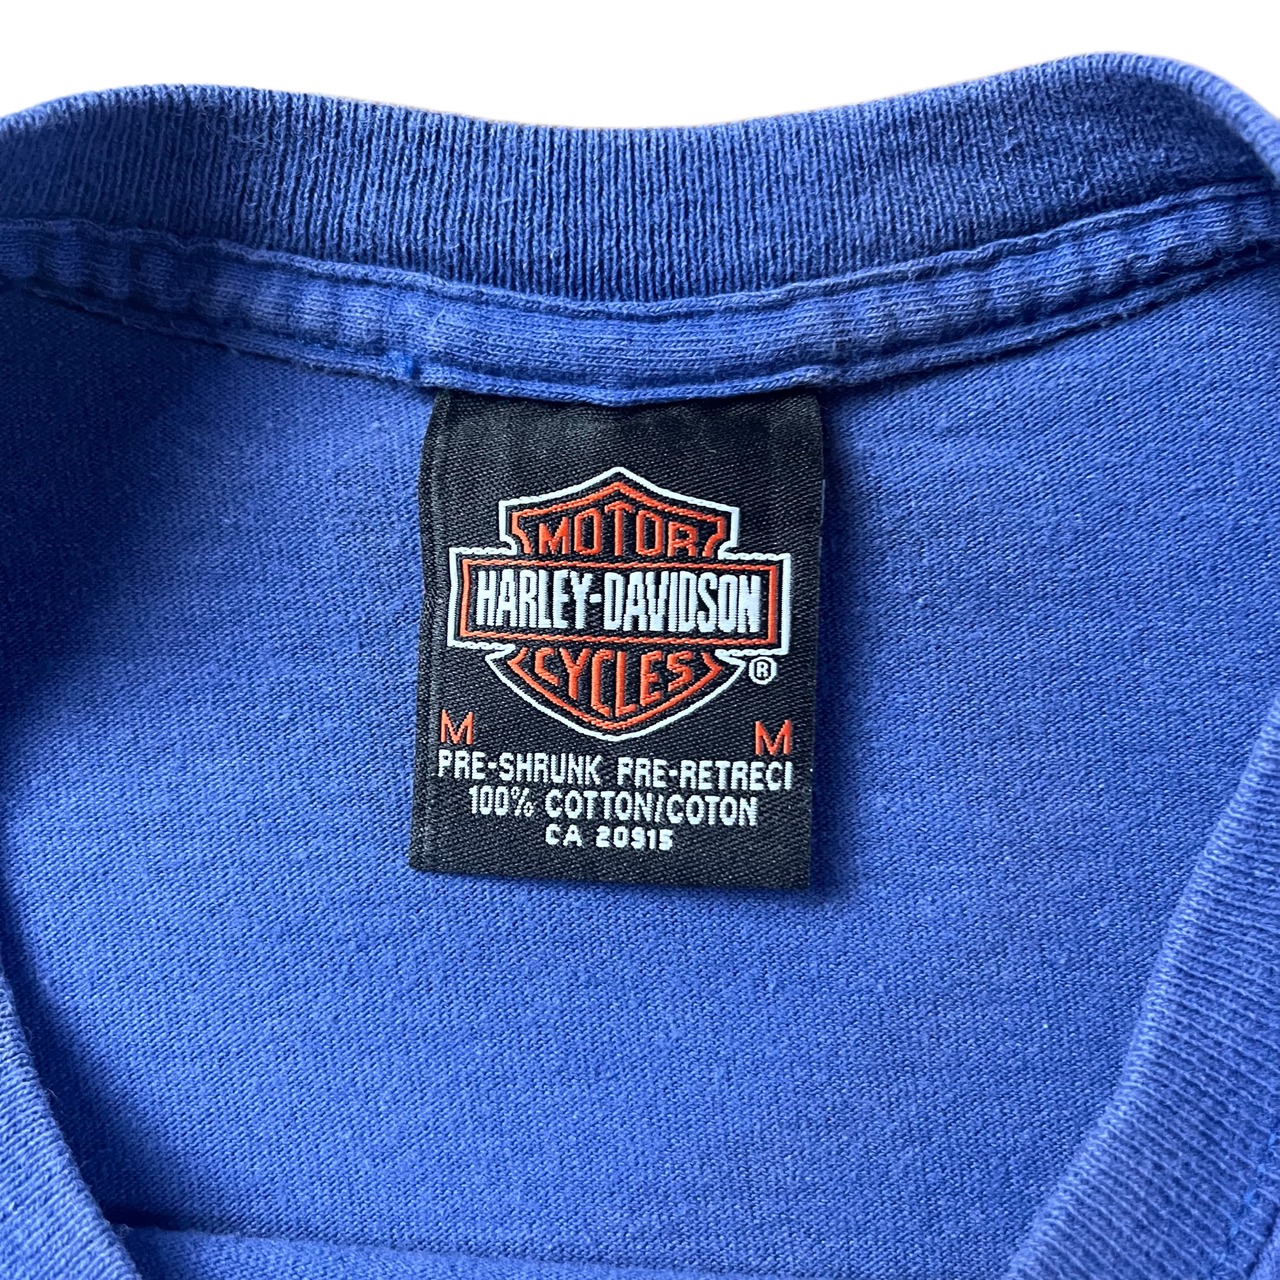 MOTOR
HARLEY-DAVIDSON
CYCLES
®
M M
PRE-SHRUNK PRE-RETRECI
100% COTTON/COTON
CA 20915